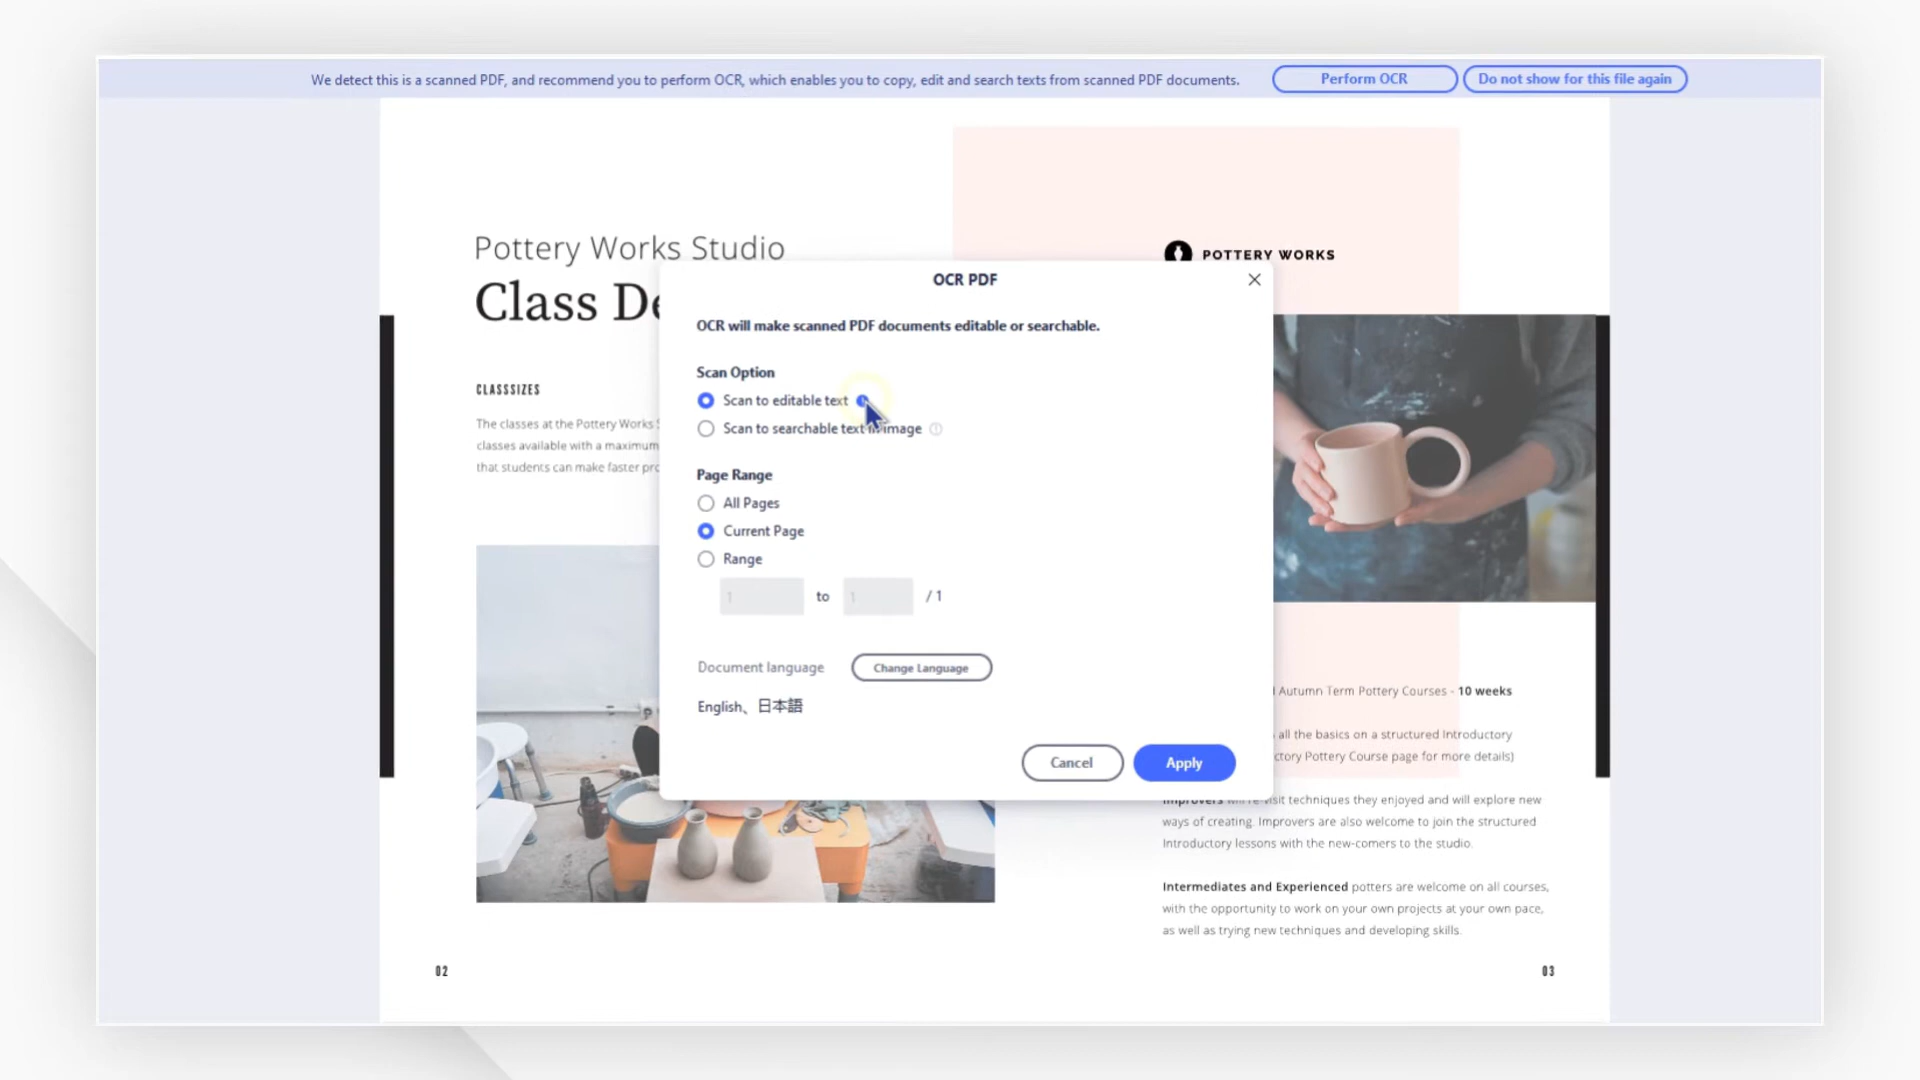 We detect this is a scanned PDF, and recommend you to perform OCR, which enables you to copy, edit and search texts from scanned PDF documents.
Perform OCR
Do not show for this file again
Pottery Works Studio
Class De
CLASSSIZES
The classes at the Pottery Works
classes available with a maximum
that students can make faster pro
02
OCR PDF
OCR will make scanned PDF documents editable or searchable.
Scan Option
Scan to editable text
Scan to searchable text in image
Page Range
All Pages
Current Page
Range
1 to 1 / 1
Document language
Change Language
English、日本語
Cancel
Apply
POTTERY WORKS
Autumn Term Pottery Courses - 10 weeks
all the basics on a structured Introductory
ctory Pottery Course page for more details)
Improvers will re-visit techniques they enjoyed and will explore new
ways of creating. Improvers are also welcome to join the structured
Introductory lessons with the new-comers to the studio.
Intermediates and Experienced potters are welcome on all courses,
with the opportunity to work on your own projects at your own pace,
as well as trying new techniques and developing skills.
03